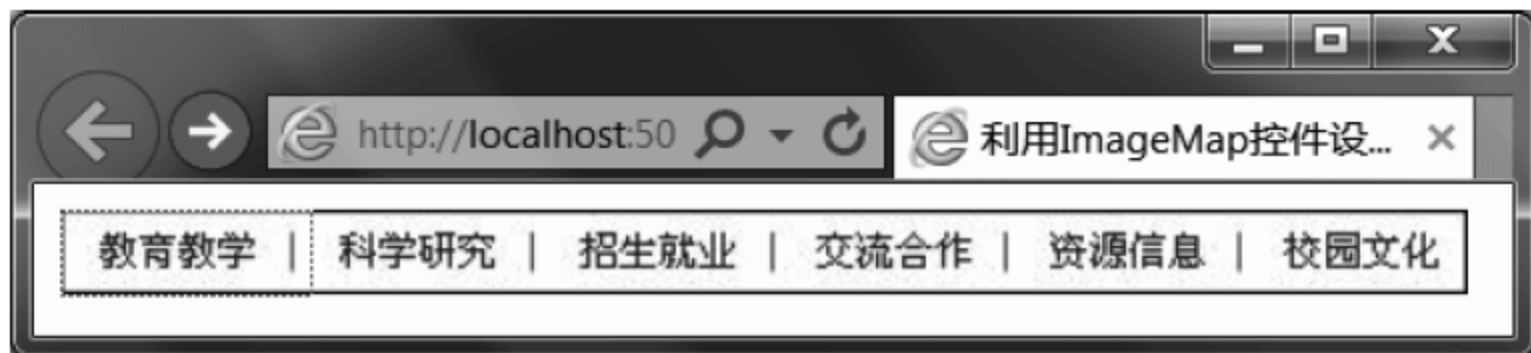 http://localhost:50 利用ImageMap控件设...
教育教学 | 科学研究 | 招生就业 | 交流合作 | 资源信息 | 校园文化